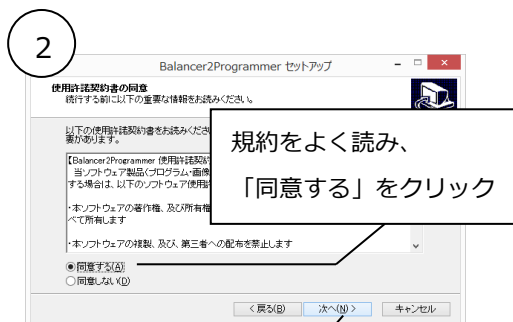 2
Balancer2Programmer セットアップ
使用許諾契約書の同意
続行する前に以下の重要な情報をお読みください。
以下の使用許諾契約書をお読みくださ
要があります。
【Balancer2Programmer 使用許諾契約
当ソフトウェア製品(プログラム・画像
する場合は、以下のソフトウェア使用許
・本ソフトウェアの著作権、及び所有権
べて所有します
・本ソフトウェアの複製、及び、第三者への配布を禁止します
規約をよく読み、
「同意する」をクリック
同意する(A)
同意しない(D)
< 戻る(B)
次へ(N) >
キャンセル